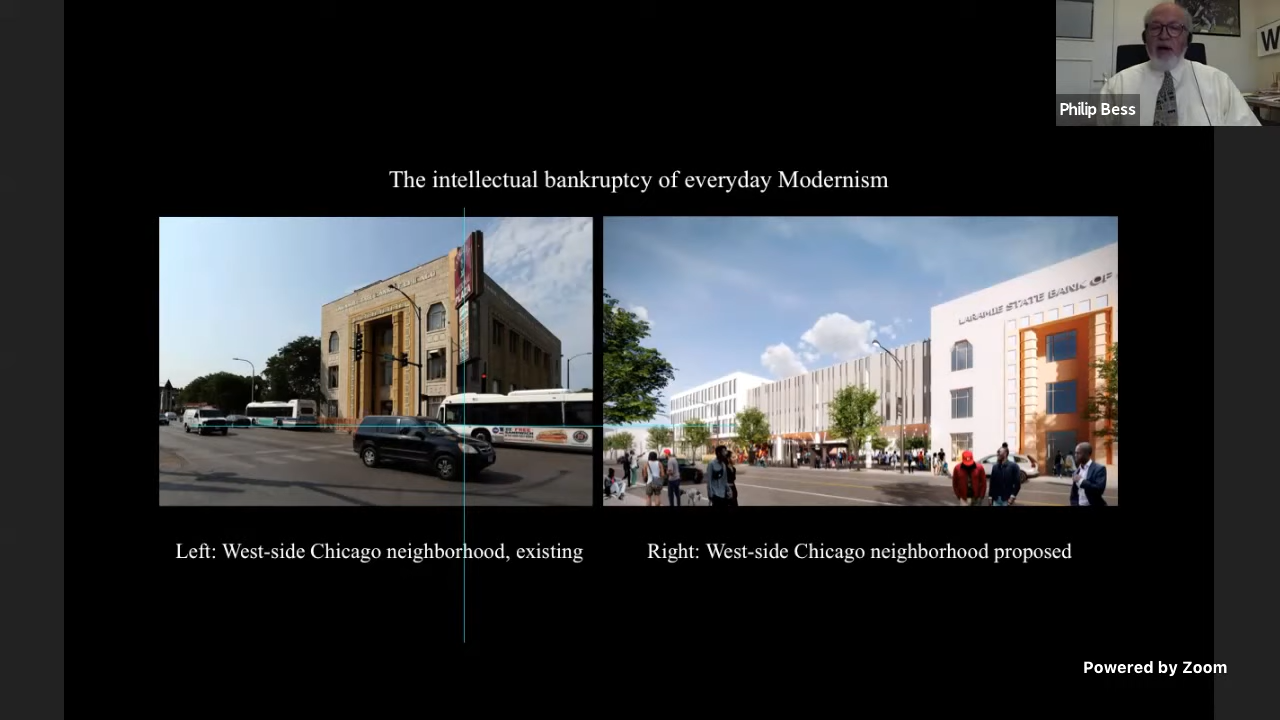 W
Philip Bess
The intellectual bankruptcy of everyday Modernism
LARAMIE STATE BANK OF
Left: West-side Chicago neighborhood, existing
Right: West-side Chicago neighborhood proposed
Powered by Zoom